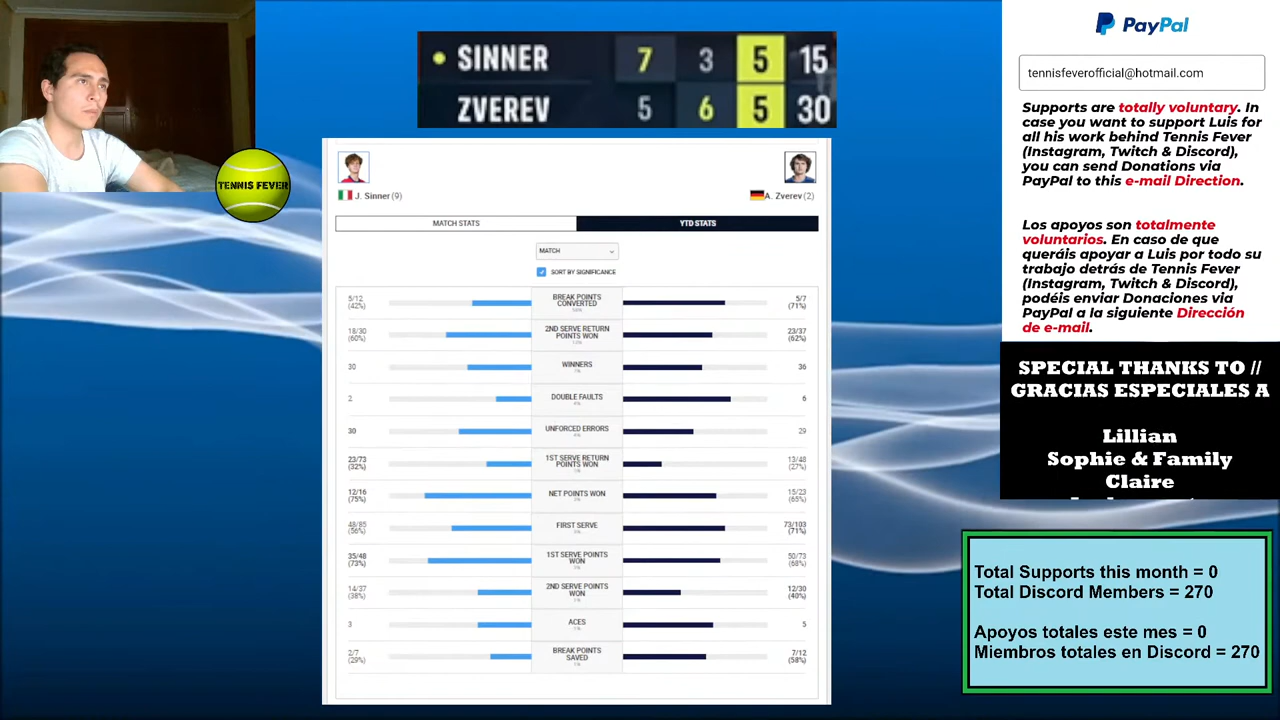 SINNER 7 3 5 15
ZVEREV 5 6 5 30
TENNIS FEVER
J. Sinner (9)
A. Zverev (2)
MATCH STATS
YTD STATS
MATCH
SORT BY SIGNIFICANCE
5/12
(42%)
BREAK POINTS
CONVERTED
5/7
(71%)
18/30
(60%)
2ND SERVE RETURN
POINTS WON
23/37
(62%)
30
WINNERS
36
2
DOUBLE FAULTS
6
30
UNFORCED ERRORS
29
23/73
(32%)
1ST SERVE RETURN
POINTS WON
13/48
(27%)
12/16
(75%)
NET POINTS WON
15/23
(65%)
48/85
(56%)
FIRST SERVE
73/103
(71%)
35/48
(73%)
1ST SERVE POINTS
WON
50/73
(68%)
14/37
(38%)
2ND SERVE POINTS
WON
12/30
(40%)
3
ACES
5
2/7
(29%)
BREAK POINTS
SAVED
7/12
(58%)
PayPal
tennisfeverofficial@hotmail.com
Supports are totally voluntary. In
case you want to support Luis for
all his work behind Tennis Fever
(Instagram, Twitch & Discord),
you can send Donations via
PayPal to this e-mail Direction.
Los apoyos son totalmente
voluntarios. En caso de que
queráis apoyar a Luis por todo su
trabajo detrás de Tennis Fever
(Instagram, Twitch & Discord),
podéis enviar Donaciones via
PayPal a la siguiente Dirección
de e-mail.
SPECIAL THANKS TO //
GRACIAS ESPECIALES A
Lillian
Sophie & Family
Claire
Total Supports this month = 0
Total Discord Members = 270
Apoyos totales este mes = 0
Miembros totales en Discord = 270